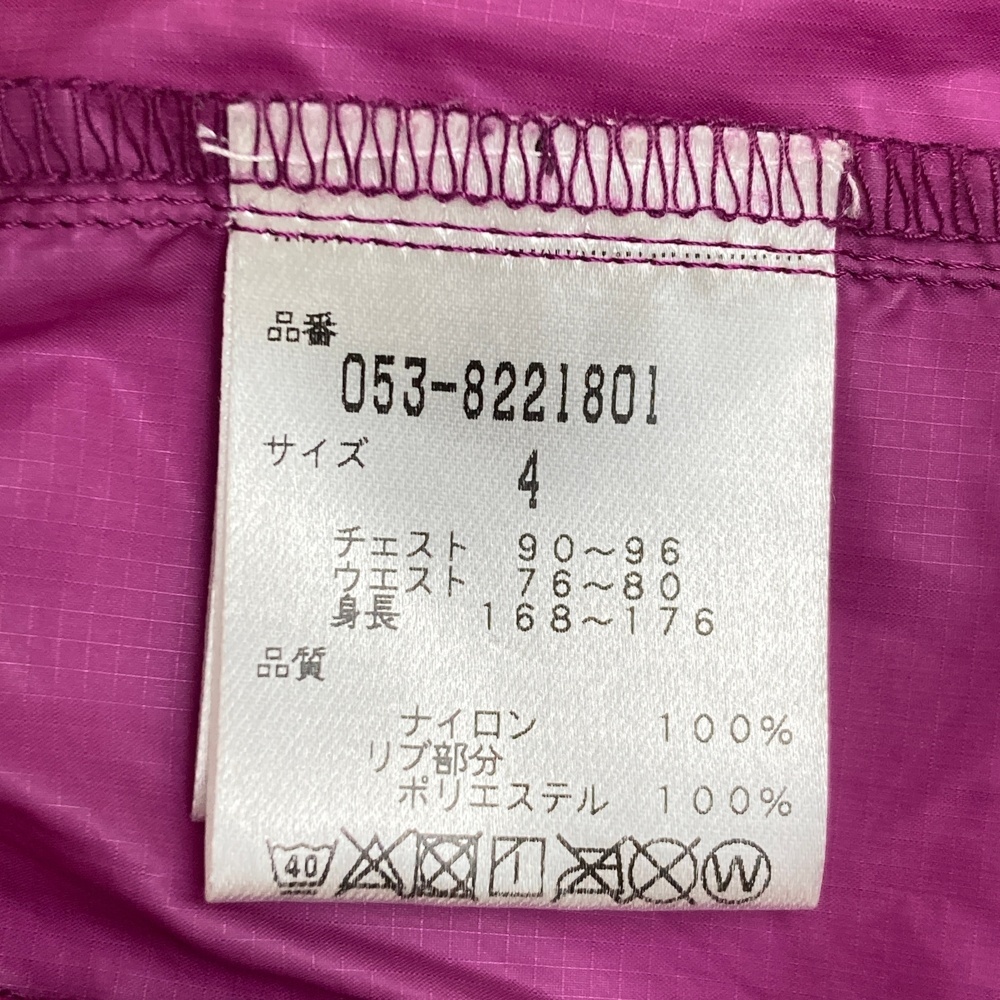 品番
053-8221801
サイズ 4
チェスト 90～96
ウエスト 76～80
身長 168～176
品質
ナイロン 100%
リブ部分
ポリエステル 100%
40 W